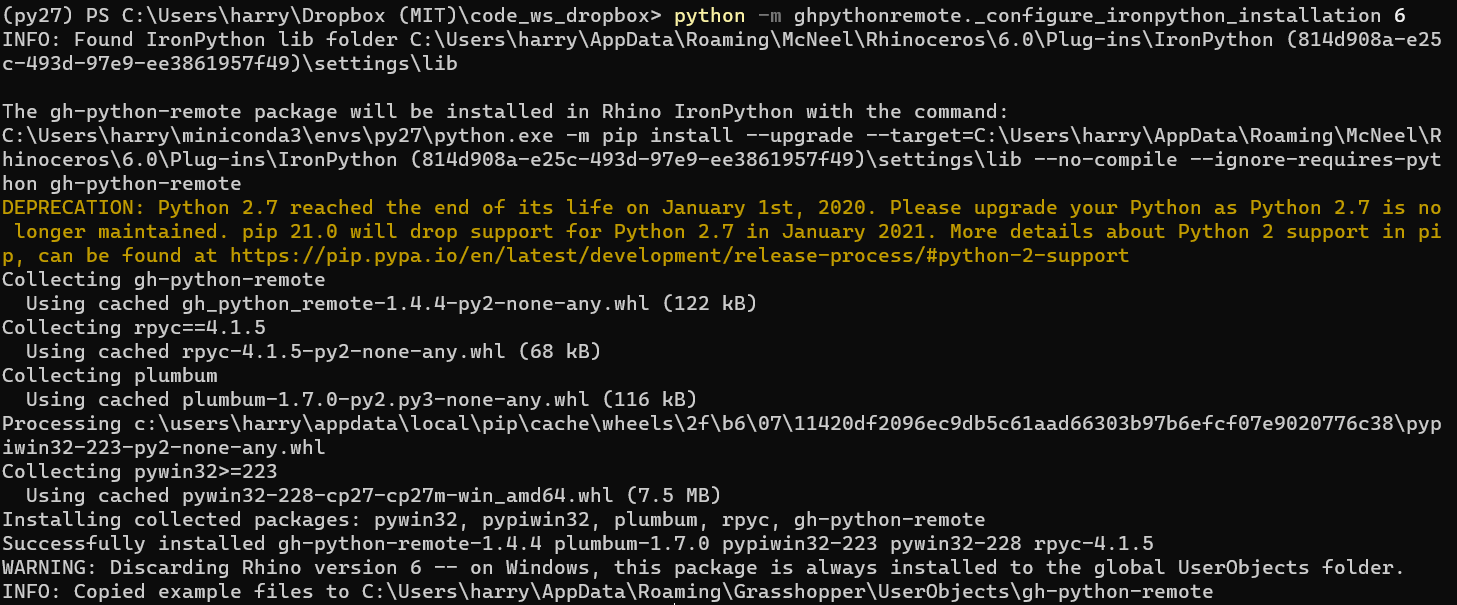 (py27) PS C:\Users\harry\Dropbox (MIT)\code_ws_dropbox> python -m ghpythonremote._configure_ironpython_installation 6
INFO: Found IronPython lib folder C:\Users\harry\AppData\Roaming\McNeel\Rhinoceros\6.0\Plug-ins\IronPython (814d908a-e25
c-493d-97e9-ee3861957f49)\settings\lib
The gh-python-remote package will be installed in Rhino IronPython with the command:
C:\Users\harry\miniconda3\envs\py27\python.exe -m pip install --upgrade --target=C:\Users\harry\AppData\Roaming\McNeel\R
hinoceros\6.0\Plug-ins\IronPython (814d908a-e25c-493d-97e9-ee3861957f49)\settings\lib --no-compile --ignore-requires-pyt
hon gh-python-remote
DEPRECATION: Python 2.7 reached the end of its life on January 1st, 2020. Please upgrade your Python as Python 2.7 is no
 longer maintained. pip 21.0 will drop support for Python 2.7 in January 2021. More details about Python 2 support in pi
p, can be found at https://pip.pypa.io/en/latest/development/release-process/#python-2-support
Collecting gh-python-remote
  Using cached gh_python_remote-1.4.4-py2-none-any.whl (122 kB)
Collecting rpyc==4.1.5
  Using cached rpyc-4.1.5-py2-none-any.whl (68 kB)
Collecting plumbum
  Using cached plumbum-1.7.0-py2.py3-none-any.whl (116 kB)
Processing c:\users\harry\appdata\local\pip\cache\wheels\2f\b6\07\11420df2096ec9db5c61aad66303b97b6efcf07e9020776c38\pyp
iwin32-223-py2-none-any.whl
Collecting pywin32>=223
  Using cached pywin32-228-cp27-cp27m-win_amd64.whl (7.5 MB)
Installing collected packages: pywin32, pypiwin32, plumbum, rpyc, gh-python-remote
Successfully installed gh-python-remote-1.4.4 plumbum-1.7.0 pypiwin32-223 pywin32-228 rpyc-4.1.5
WARNING: Discarding Rhino version 6 -- on Windows, this package is always installed to the global UserObjects folder.
INFO: Copied example files to C:\Users\harry\AppData\Roaming\Grasshopper\UserObjects\gh-python-remote